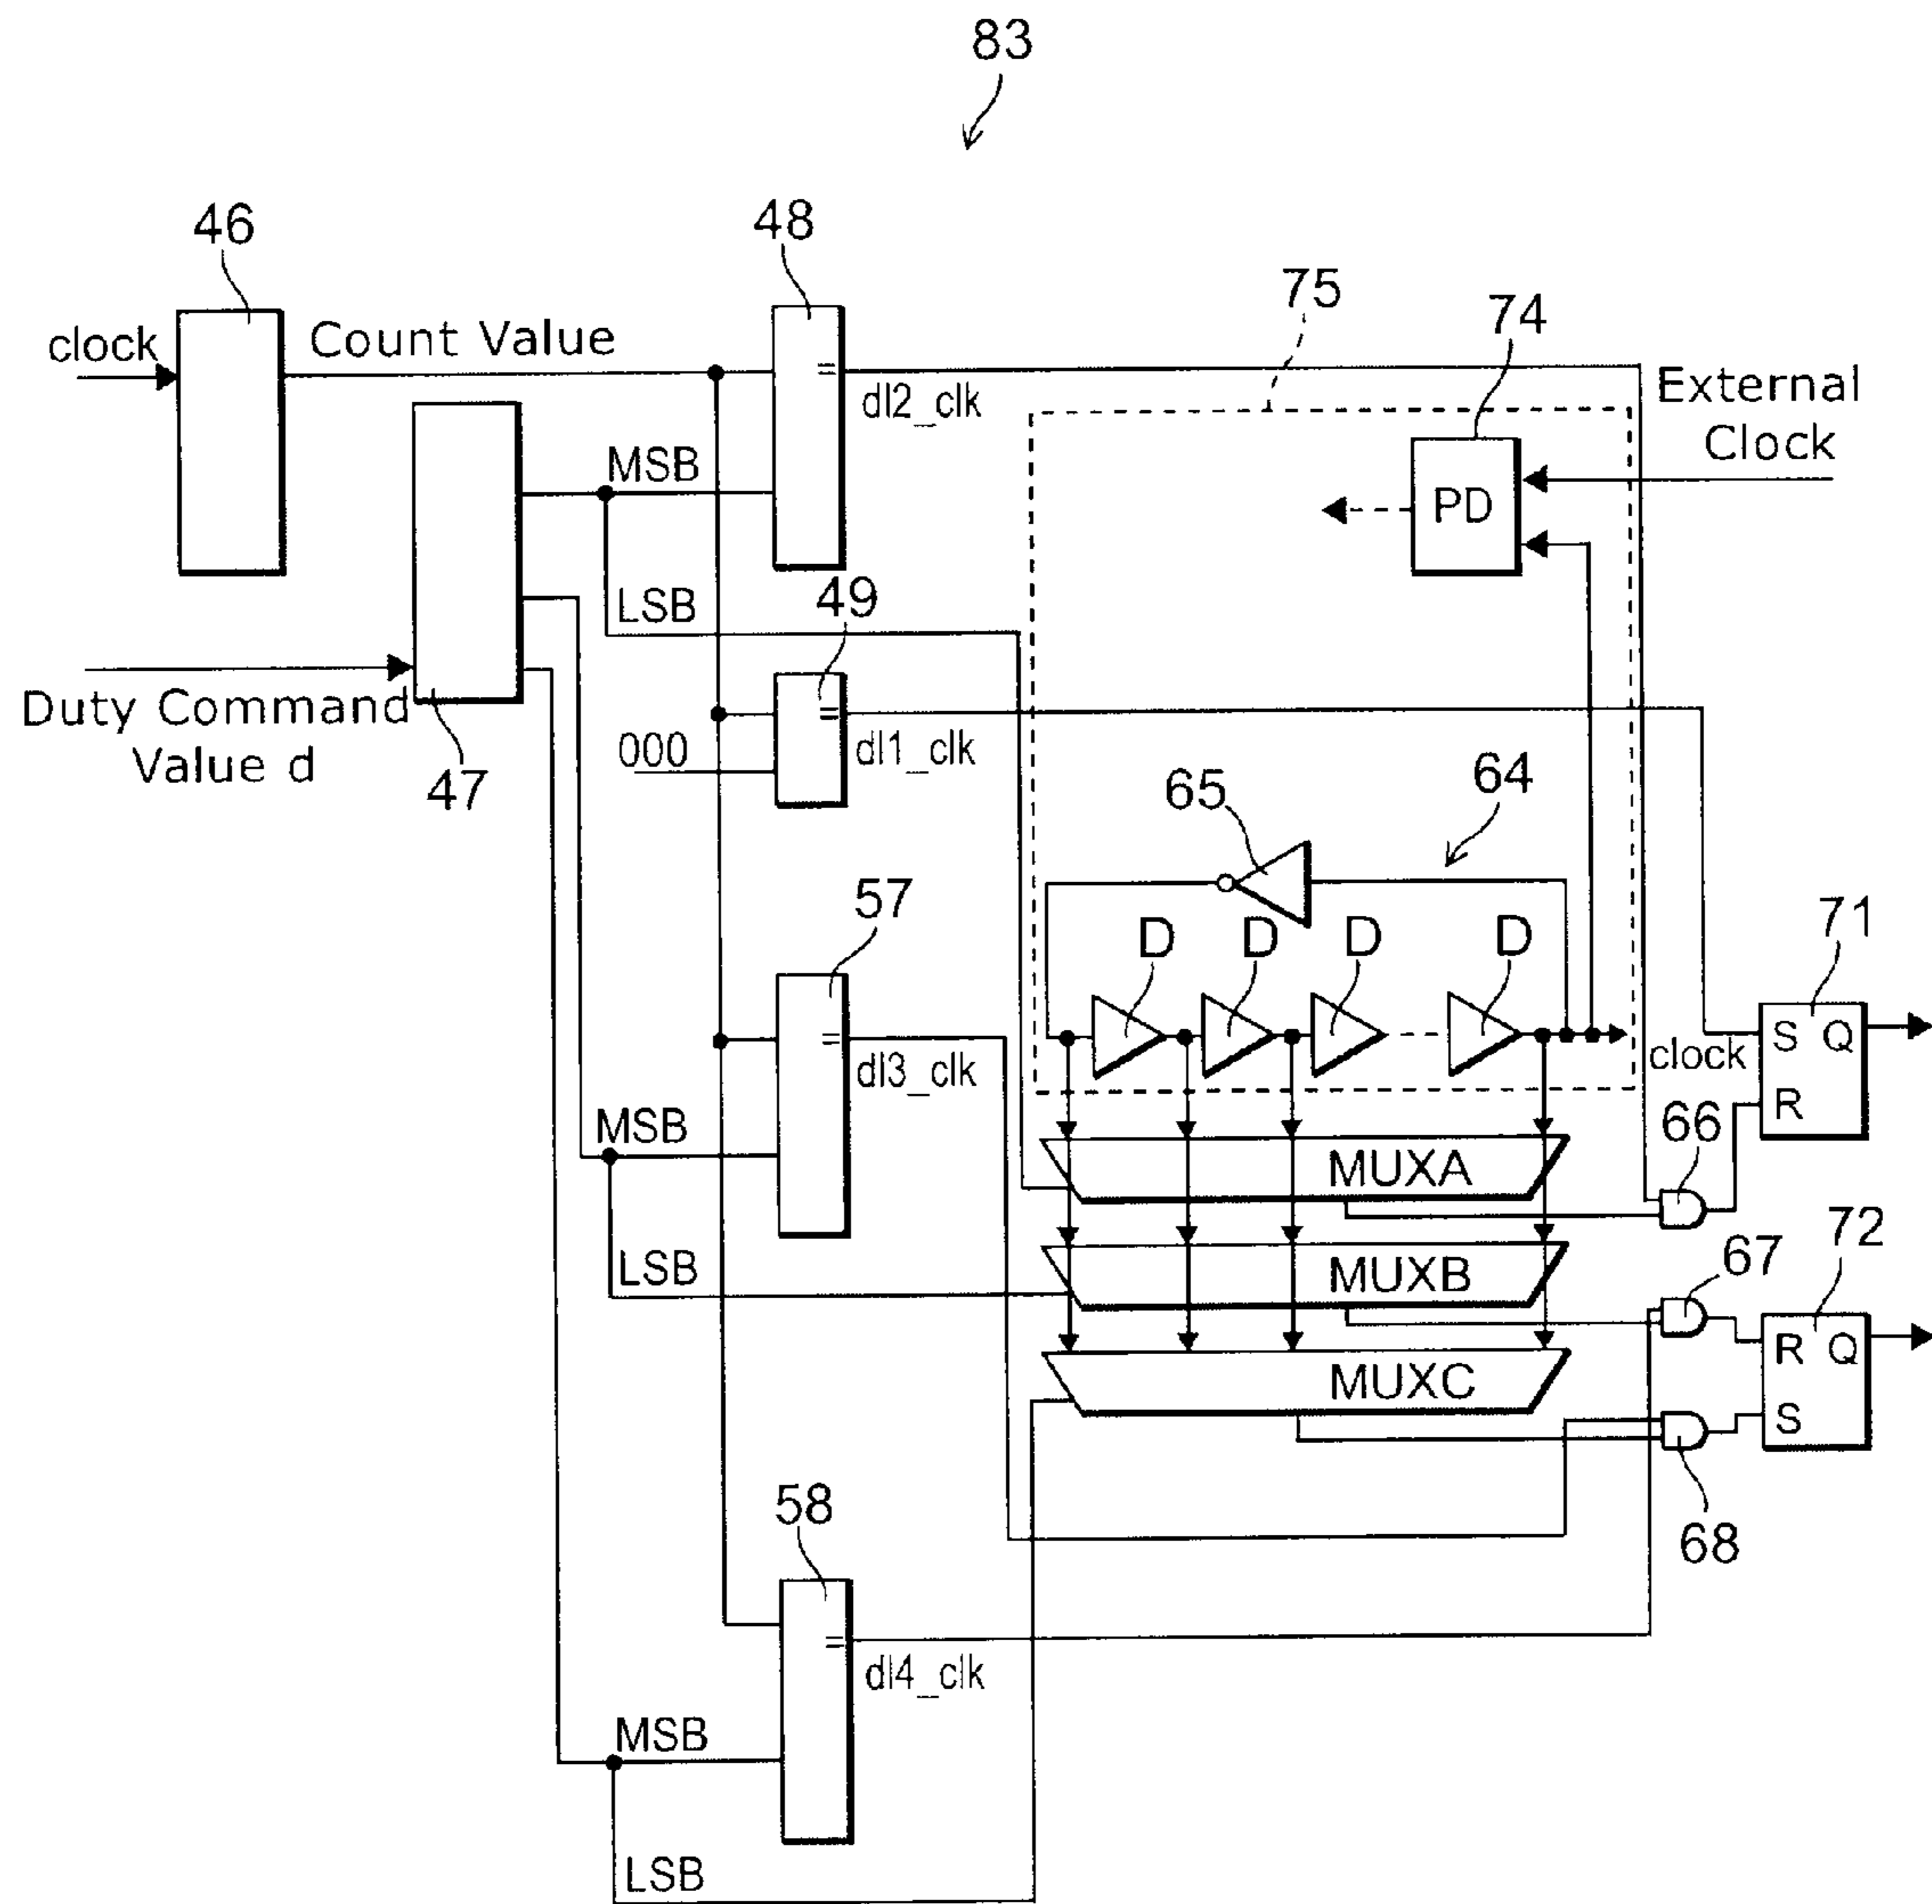 83
46
48
75
74
clock
Count Value
=
dl2_clk
External
Clock
MSB
PD
LSB
49
Duty Command
Value d
47
000
=
dl1_clk
65
64
57
71
D
D
D
D
=
dl3_clk
clock
S
Q
R
MSB
66
MUXA
72
LSB
MUXB
67
R
Q
MUXC
S
58
68
=
dl4_clk
MSB
LSB